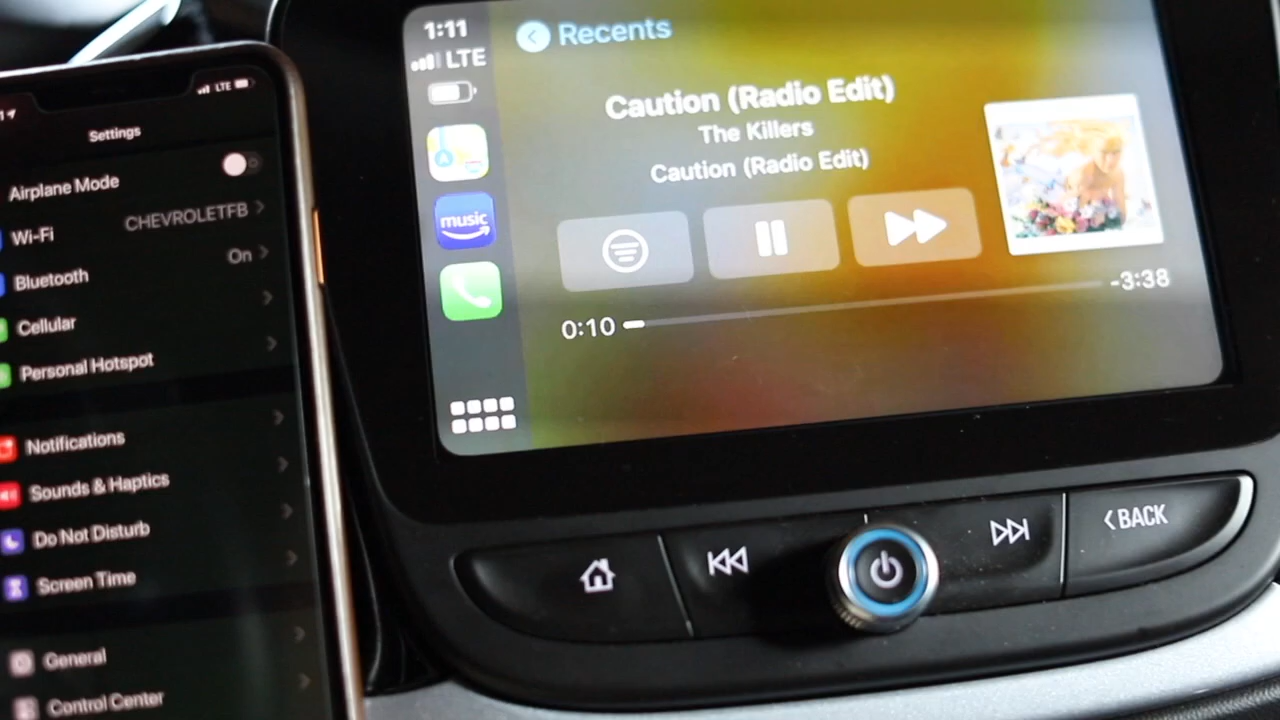 LTE
Settings
Airplane Mode
Wi-Fi
CHEVROLETFB
Bluetooth
On
Cellular
Personal Hotspot
Notifications
Sounds & Haptics
Do Not Disturb
Screen Time
General
Control Center
1:11
LTE
music
Recents
Caution (Radio Edit)
The Killers
Caution (Radio Edit)
0:10
-3:38
BACK